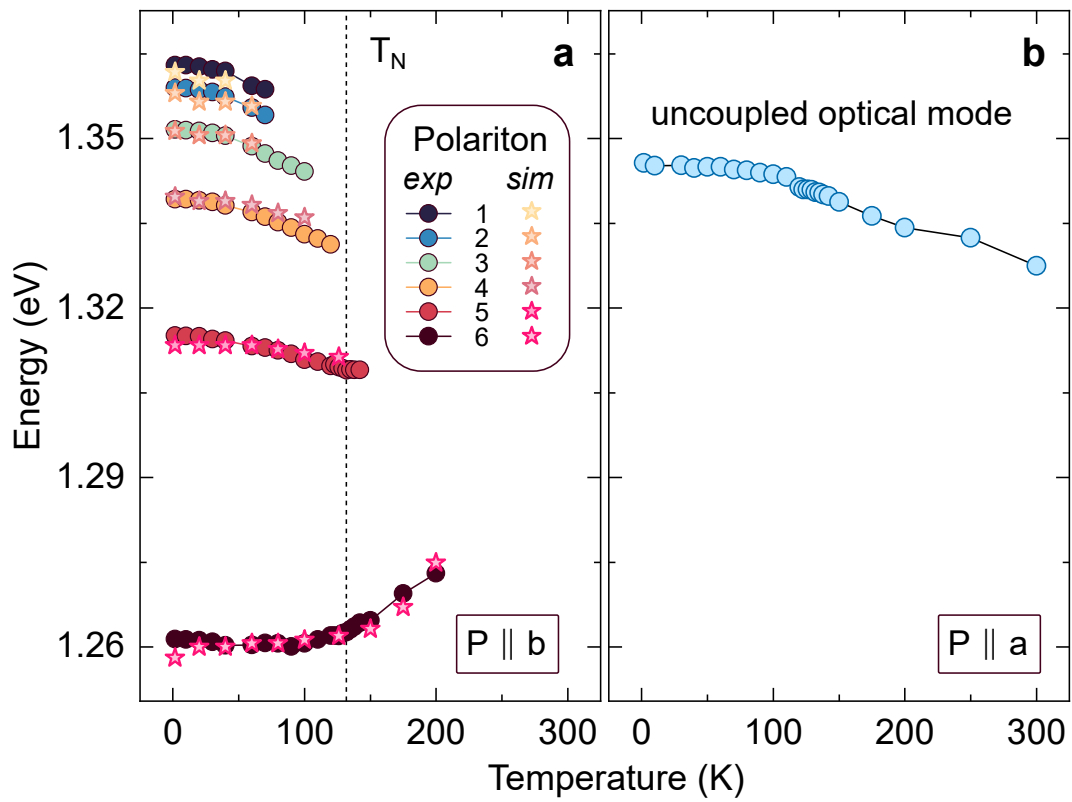 a
b
T_N
uncoupled optical mode
Polariton
exp sim
1
2
3
4
5
6
1.35
1.32
1.29
1.26
Energy (eV)
P ∥ b
P ∥ a
0 100 200 300
0 100 200 300
Temperature (K)